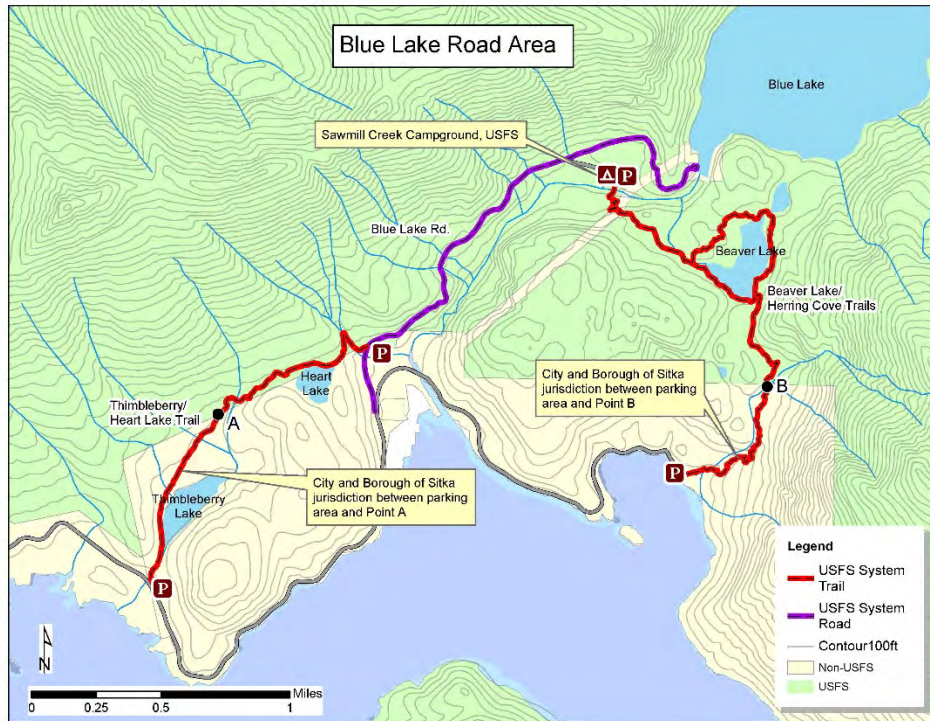 Blue Lake Road Area
Blue Lake
Sawmill Creek Campground, USFS
P
Blue Lake Rd.
Beaver Lake
Beaver Lake/
Herring Cove Trails
P
Heart
Lake
City and Borough of Sitka
jurisdiction between parking
area and Point B
B
Thimbleberry/
Heart Lake Trail
A
P
City and Borough of Sitka
jurisdiction between parking
area and Point A
Thimbleberry
Lake
P
Legend
USFS System
Trail
USFS System
Road
Contour100ft
Non-USFS
USFS
N
Miles
0 0.25 0.5 1